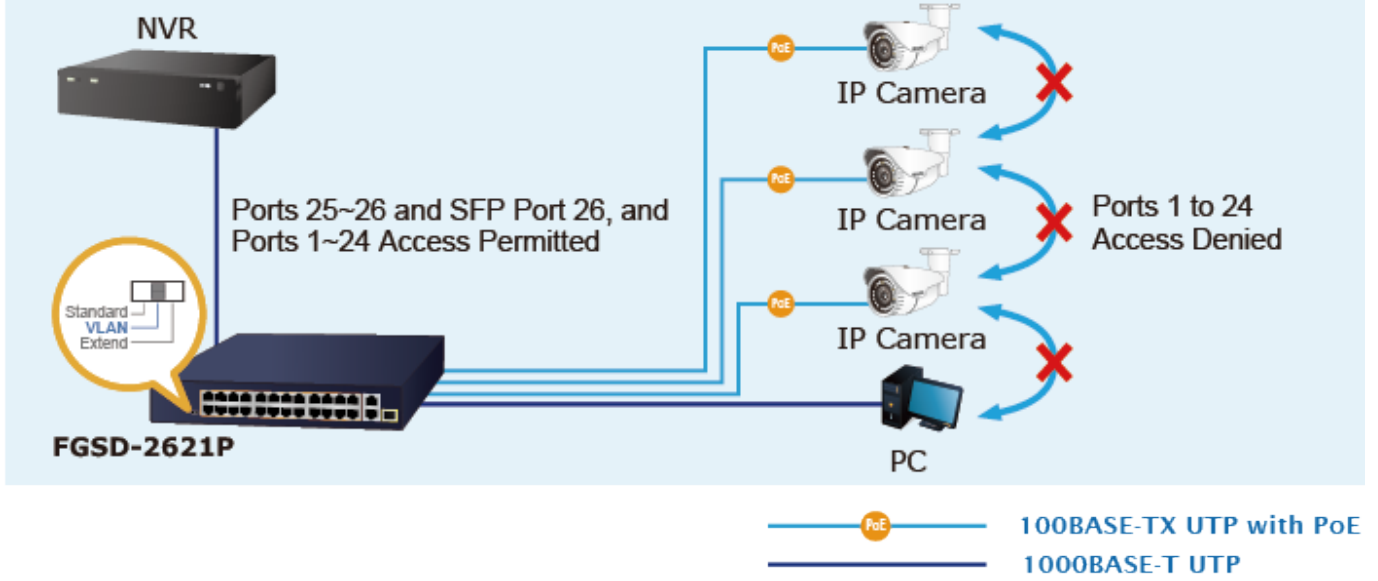 NVR
PoE
IP Camera
Ports 25~26 and SFP Port 26, and
Ports 1~24 Access Permitted
PoE
IP Camera
Ports 1 to 24
Access Denied
Standard
VLAN
Extend
PoE
IP Camera
FGSD-2621P
PC
PoE
100BASE-TX UTP with PoE
1000BASE-T UTP